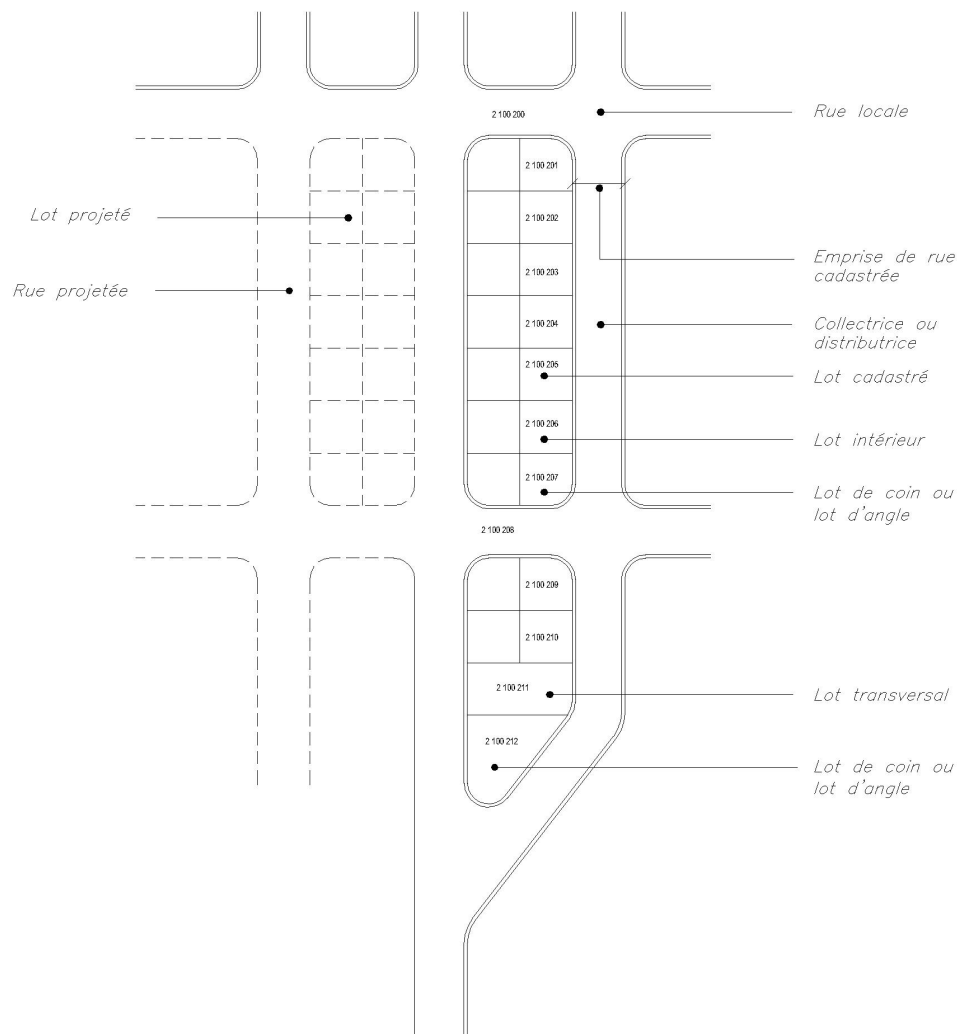 2 100 200
Rue locale
2 100 201
2 100 202
Lot projeté
Emprise de rue
cadastrée
2 100 203
Rue projetée
2 100 204
Collectrice ou
distributrice
2 100 205
Lot cadastré
2 100 206
Lot intérieur
2 100 207
Lot de coin ou
lot d'angle
2 100 208
2 100 209
2 100 210
2 100 211
Lot transversal
2 100 212
Lot de coin ou
lot d'angle